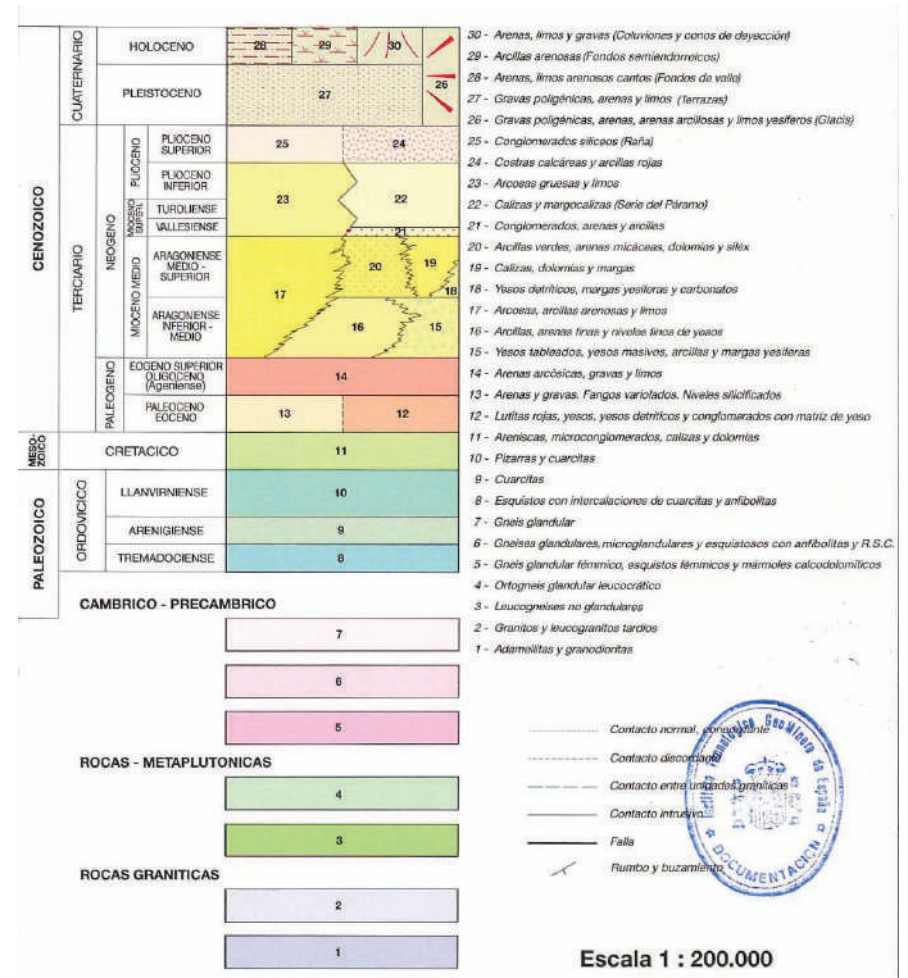 CENOZOICO
CUATERNARIO
HOLOCENO
28
29
30
PLEISTOCENO
27
26
TERCIARIO
NEOGENO
PLIOCENO
PLIOCENO
SUPERIOR
25
24
PLIOCENO
INFERIOR
23
22
MIOCENO
SUPERI.
TUROLIENSE
VALLESIENSE
21
MIOCENO MEDIO
ARAGONIENSE
MEDIO -
SUPERIOR
17
20
19
18
ARAGONIENSE
INFERIOR -
MEDIO
16
15
PALEOGENO
EOGENO SUPERIOR
OLIGOCENO
(Ageniense)
14
PALEOCENO
EOCENO
13
12
MESO-
ZOICO
CRETACICO
11
PALEOZOICO
ORDOVICICO
LLANVIRNIENSE
10
ARENIGIENSE
9
TREMADOCIENSE
8
CAMBRICO - PRECAMBRICO
7
6
5
ROCAS - METAPLUTONICAS
4
3
ROCAS GRANITICAS
2
1
30 - Arenas, limos y gravas (Coluviones y conos de deyección)
29 - Arcillas arenosas (Fondos semiendorreicos)
28 - Arenas, limos arenosos cantos (Fondos de valle)
27 - Gravas poligénicas, arenas y limos (Terrazas)
26 - Gravas poligénicas, arenas, arenas arcillosas y limos yesíferos (Glacis)
25 - Conglomerados silíceos (Raña)
24 - Costras calcáreas y arcillas rojas
23 - Arcosas gruesas y limos
22 - Calizas y margocalizas (Serie del Páramo)
21 - Conglomerados, arenas y arcillas
20 - Arcillas verdes, arenas micáceas, dolomías y sílex
19 - Calizas, dolomías y margas
18 - Yesos detríticos, margas yesíferas y carbonatos
17 - Arcosas, arcillas arenosas y limos
16 - Arcillas, arenas finas y niveles finos de yesos
15 - Yesos tableados, yesos masivos, arcillas y margas yesíferas
14 - Arenas arcósicas, gravas y limos
13 - Arenas y gravas. Fangos variolados. Niveles silicificados
12 - Lutitas rojas, yesos, yesos detríticos y conglomerados con matriz de yeso
11 - Areniscas, microconglomerados, calizas y dolomías
10 - Pizarras y cuarcitas
9 - Cuarcitas
8 - Esquistos con intercalaciones de cuarcitas y anfibolitas
7 - Gneis glandular
6 - Gneises glandulares, microglandulares y esquistosos con anfibolitas y R.S.C.
5 - Gneis glandular fémmico, esquistos fémmicos y mármoles calcodolomíticos
4 - Ortogneis glandular leucocrático
3 - Leucogneises no glandulares
2 - Granitos y leucogranitos tardíos
1 - Adamellitas y granodioritas
Contacto normal, concordante
Contacto discordante
Contacto entre unidades graníticas
Contacto intrusivo
Falla
Rumbo y buzamiento
Instituto Tecnológico GeoMinero de España
DOCUMENTACION
Escala 1 : 200.000